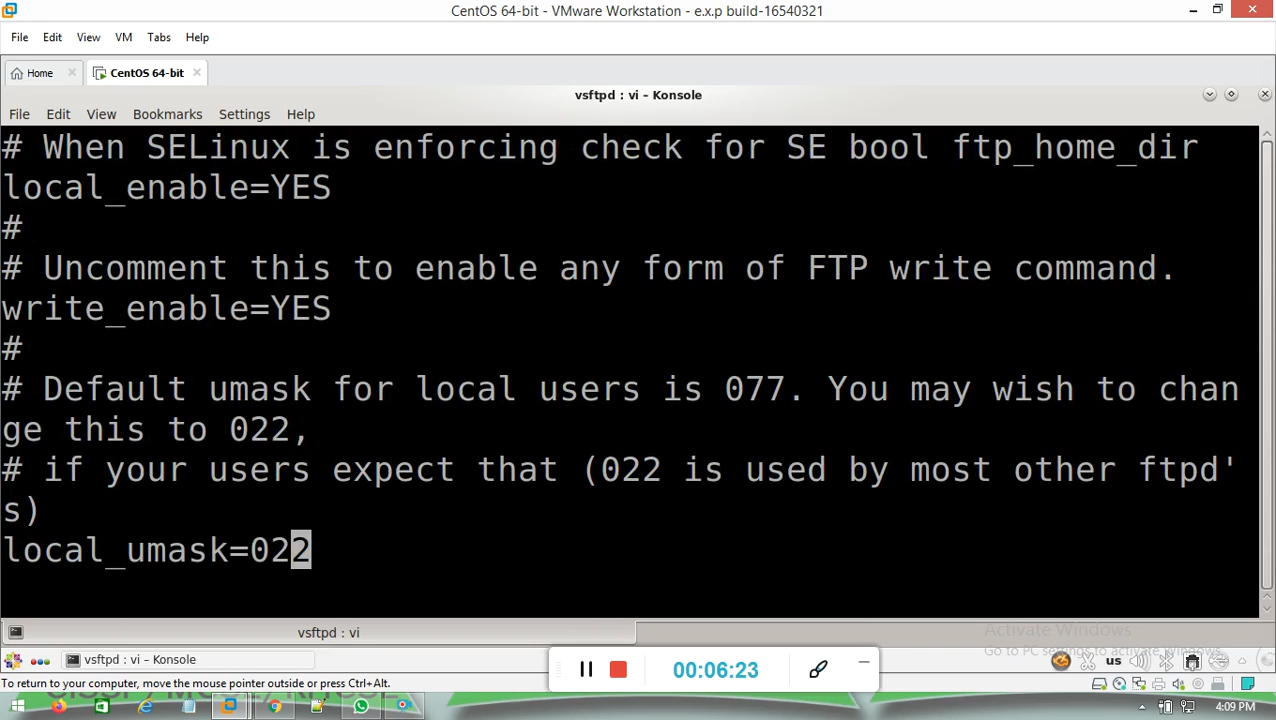 CentOS 64-bit - VMware Workstation - e.x.p build-16540321
File Edit View VM Tabs Help
Home
CentOS 64-bit
vsftpd : vi – Konsole
File Edit View Bookmarks Settings Help
# When SELinux is enforcing check for SE bool ftp_home_dir
local_enable=YES
#
# Uncomment this to enable any form of FTP write command.
write_enable=YES
#
# Default umask for local users is 077. You may wish to chan
ge this to 022,
# if your users expect that (022 is used by most other ftpd'
s)
local_umask=022
vsftpd : vi
Activate Windows
Go to PC settings to activate Windows.
vsftpd : vi – Konsole
00:06:23
us
To return to your computer, move the mouse pointer outside or press Ctrl+Alt.
4:09 PM